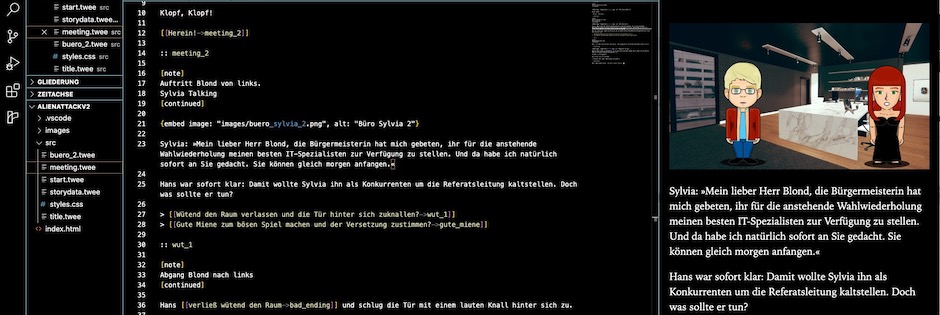 start.twee src
storydata.twee...
meeting.twee src
buero_2.twee
styles.css src
title.twee src
GLIEDERUNG
ZEITACHSE
ALIENATTACKV2
.vscode
images
src
buero_2.twee
meeting.twee
start.twee
storydata.twee
styles.css
title.twee
index.html
10 Klopf, Klopf!
11
12 [[Herein!->meeting_2]]
13
14 :: meeting_2
15
16 [note]
17 Auftritt Blond von links.
18 Sylvia Talking
19 [continued]
20
21 {embed image: "images/buero_sylvia_2.png", alt: "Büro Sylvia 2"}
22
23 Sylvia: »Mein lieber Herr Blond, die Bürgermeisterin hat mich gebeten, ihr für die anstehende
Wahlwiederholung meinen besten IT-Spezialisten zur Verfügung zu stellen. Und da habe ich natürlich
sofort an Sie gedacht. Sie können gleich morgen anfangen.«
24
25 Hans war sofort klar: Damit wollte Sylvia ihn als Konkurrenten um die Referatsleitung kaltstellen. Doch
was sollte er tun?
26
27 > [[Wütend den Raum verlassen und die Tür hinter sich zuknallen?->wut_1]]
28 > [[Gute Miene zum bösen Spiel machen und der Versetzung zustimmen?->gute_miene]]
29
30 :: wut_1
31
32 [note]
33 Abgang Blond nach links
34 [continued]
35
36 Hans [[verließ wütend den Raum->bad_ending]] und schlug die Tür mit einem lauten Knall hinter sich zu.
37
Sylvia: »Mein lieber Herr Blond, die Bürgermeisterin hat
mich gebeten, ihr für die anstehende Wahlwiederholung
meinen besten IT-Spezialisten zur Verfügung zu stellen.
Und da habe ich natürlich sofort an Sie gedacht. Sie
können gleich morgen anfangen.«
Hans war sofort klar: Damit wollte Sylvia ihn als
Konkurrenten um die Referatsleitung kaltstellen. Doch
was sollte er tun?